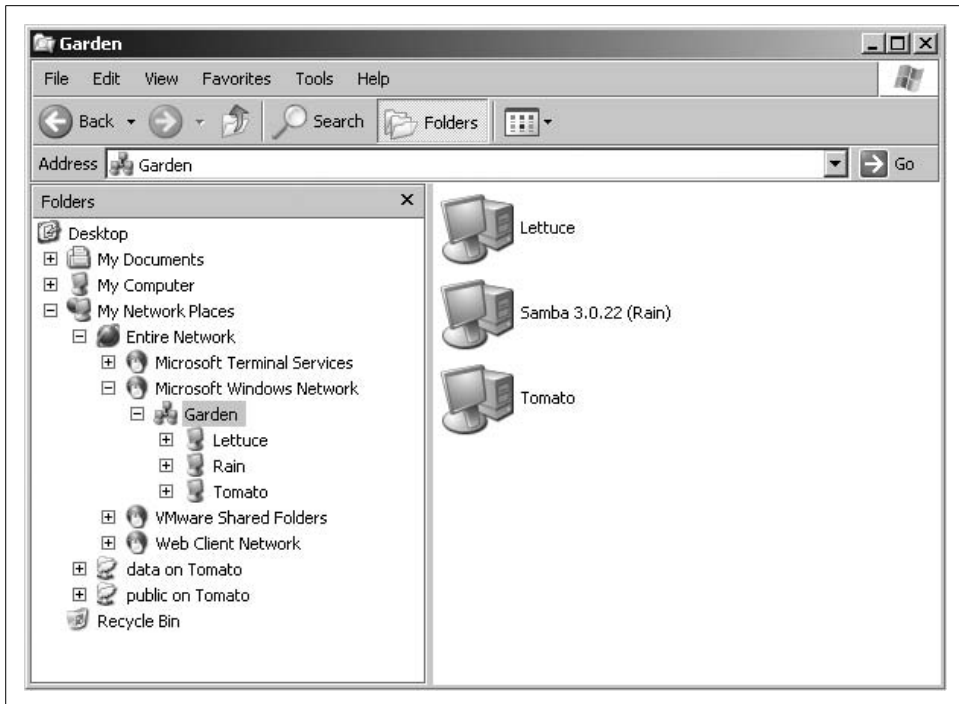 Garden
File Edit View Favorites Tools Help
Back Search Folders
Address Garden Go
Folders
Desktop
My Documents
My Computer
My Network Places
Entire Network
Microsoft Terminal Services
Microsoft Windows Network
Garden
Lettuce
Rain
Tomato
VMware Shared Folders
Web Client Network
data on Tomato
public on Tomato
Recycle Bin
Lettuce
Samba 3.0.22 (Rain)
Tomato